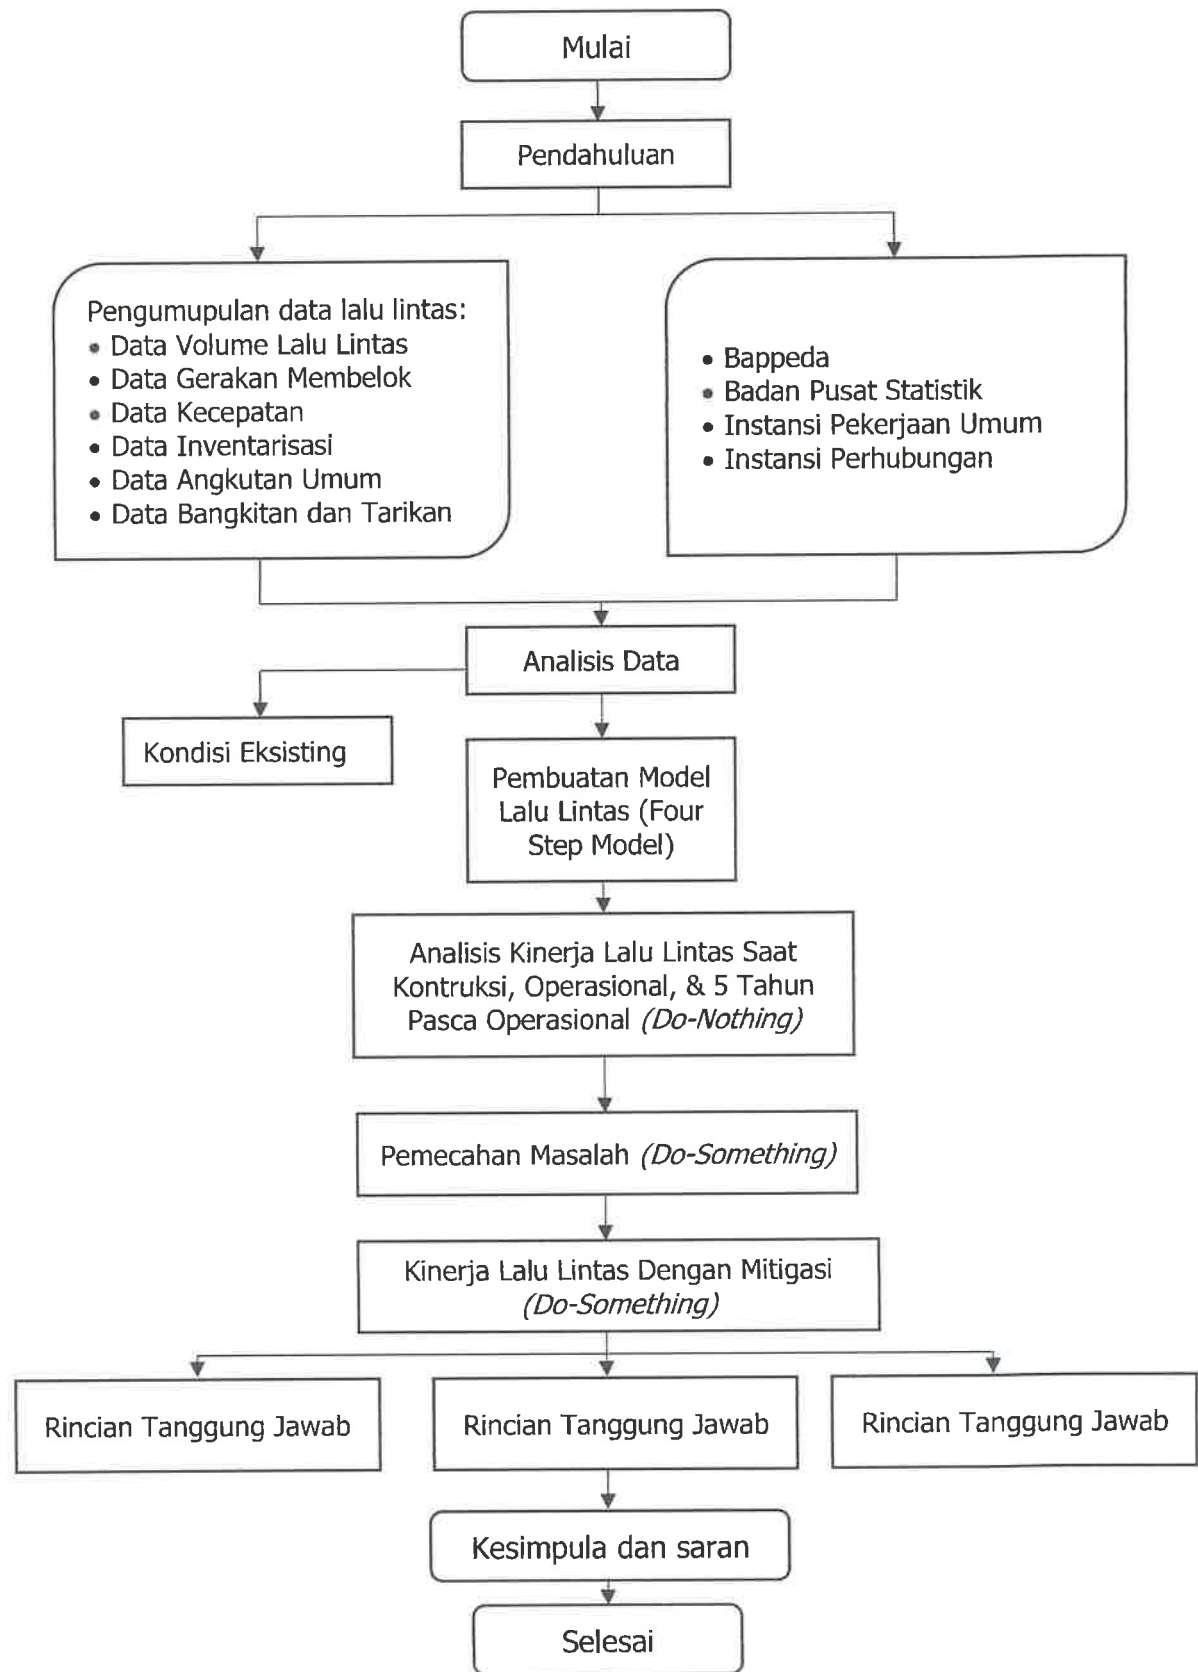 Mulai
Pendahuluan
Pengumupulan data lalu lintas:
• Data Volume Lalu Lintas
• Data Gerakan Membelok
• Data Kecepatan
• Data Inventarisasi
• Data Angkutan Umum
• Data Bangkitan dan Tarikan
• Bappeda
• Badan Pusat Statistik
• Instansi Pekerjaan Umum
• Instansi Perhubungan
Analisis Data
Kondisi Eksisting
Pembuatan Model
Lalu Lintas (Four
Step Model)
Analisis Kinerja Lalu Lintas Saat
Kontruksi, Operasional, & 5 Tahun
Pasca Operasional (Do-Nothing)
Pemecahan Masalah (Do-Something)
Kinerja Lalu Lintas Dengan Mitigasi
(Do-Something)
Rincian Tanggung Jawab
Rincian Tanggung Jawab
Rincian Tanggung Jawab
Kesimpula dan saran
Selesai